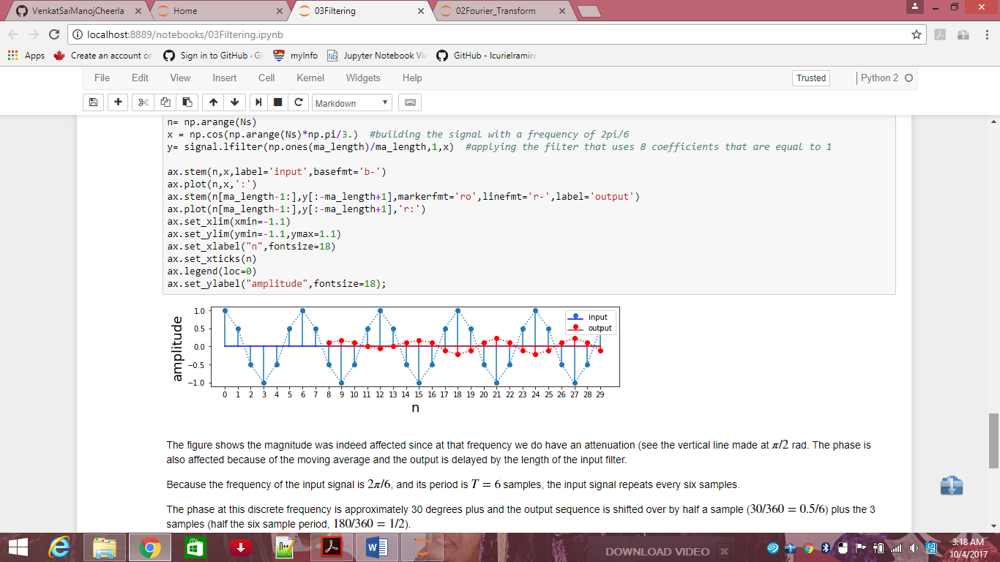 VenkatSaiManojCheerla
Home
03Filtering
02Fourier_Transform
localhost:8889/notebooks/03Filtering.ipynb
Apps Create an account or Sign in to GitHub · Gi myInfo Jupyter Notebook Vie GitHub - lcurielramire
File Edit View Insert Cell Kernel Widgets Help Trusted Python 2
Markdown
n= np.arange(Ns)
x = np.cos(np.arange(Ns)*np.pi/3.)  #building the signal with a frequency of 2pi/6
y= signal.lfilter(np.ones(ma_length)/ma_length,1,x)  #applying the filter that uses 8 coefficients that are equal to 1
ax.stem(n,x,label='input',basefmt='b-')
ax.plot(n,x,':')
ax.stem(n[ma_length-1:],y[:-ma_length+1],markerfmt='ro',linefmt='r-',label='output')
ax.plot(n[ma_length-1:],y[:-ma_length+1],'r:')
ax.set_xlim(xmin=-1.1)
ax.set_ylim(ymin=-1.1,ymax=1.1)
ax.set_xlabel("n",fontsize=18)
ax.set_xticks(n)
ax.legend(loc=0)
ax.set_ylabel("amplitude",fontsize=18);
amplitude
1.0
0.5
0.0
−0.5
−1.0
input
output
0 1 2 3 4 5 6 7 8 9 10 11 12 13 14 15 16 17 18 19 20 21 22 23 24 25 26 27 28 29
n
The figure shows the magnitude was indeed affected since at that frequency we do have an attenuation (see the vertical line made at π/2 rad. The phase is
also affected because of the moving average and the output is delayed by the length of the input filter.
Because the frequency of the input signal is 2π/6, and its period is T = 6 samples, the input signal repeats every six samples.
The phase at this discrete frequency is approximately 30 degrees plus and the output sequence is shifted over by half a sample (30/360 = 0.5/6) plus the 3
samples (half the six sample period, 180/360 = 1/2).
DOWNLOAD VIDEO
3:18 AM
10/4/2017